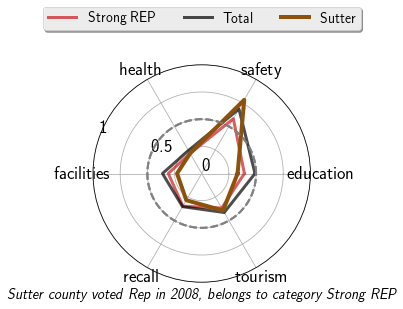 Strong REP Total Sutter
health safety
1
0.5
0
facilities education
recall tourism
Sutter county voted Rep in 2008, belongs to category Strong REP